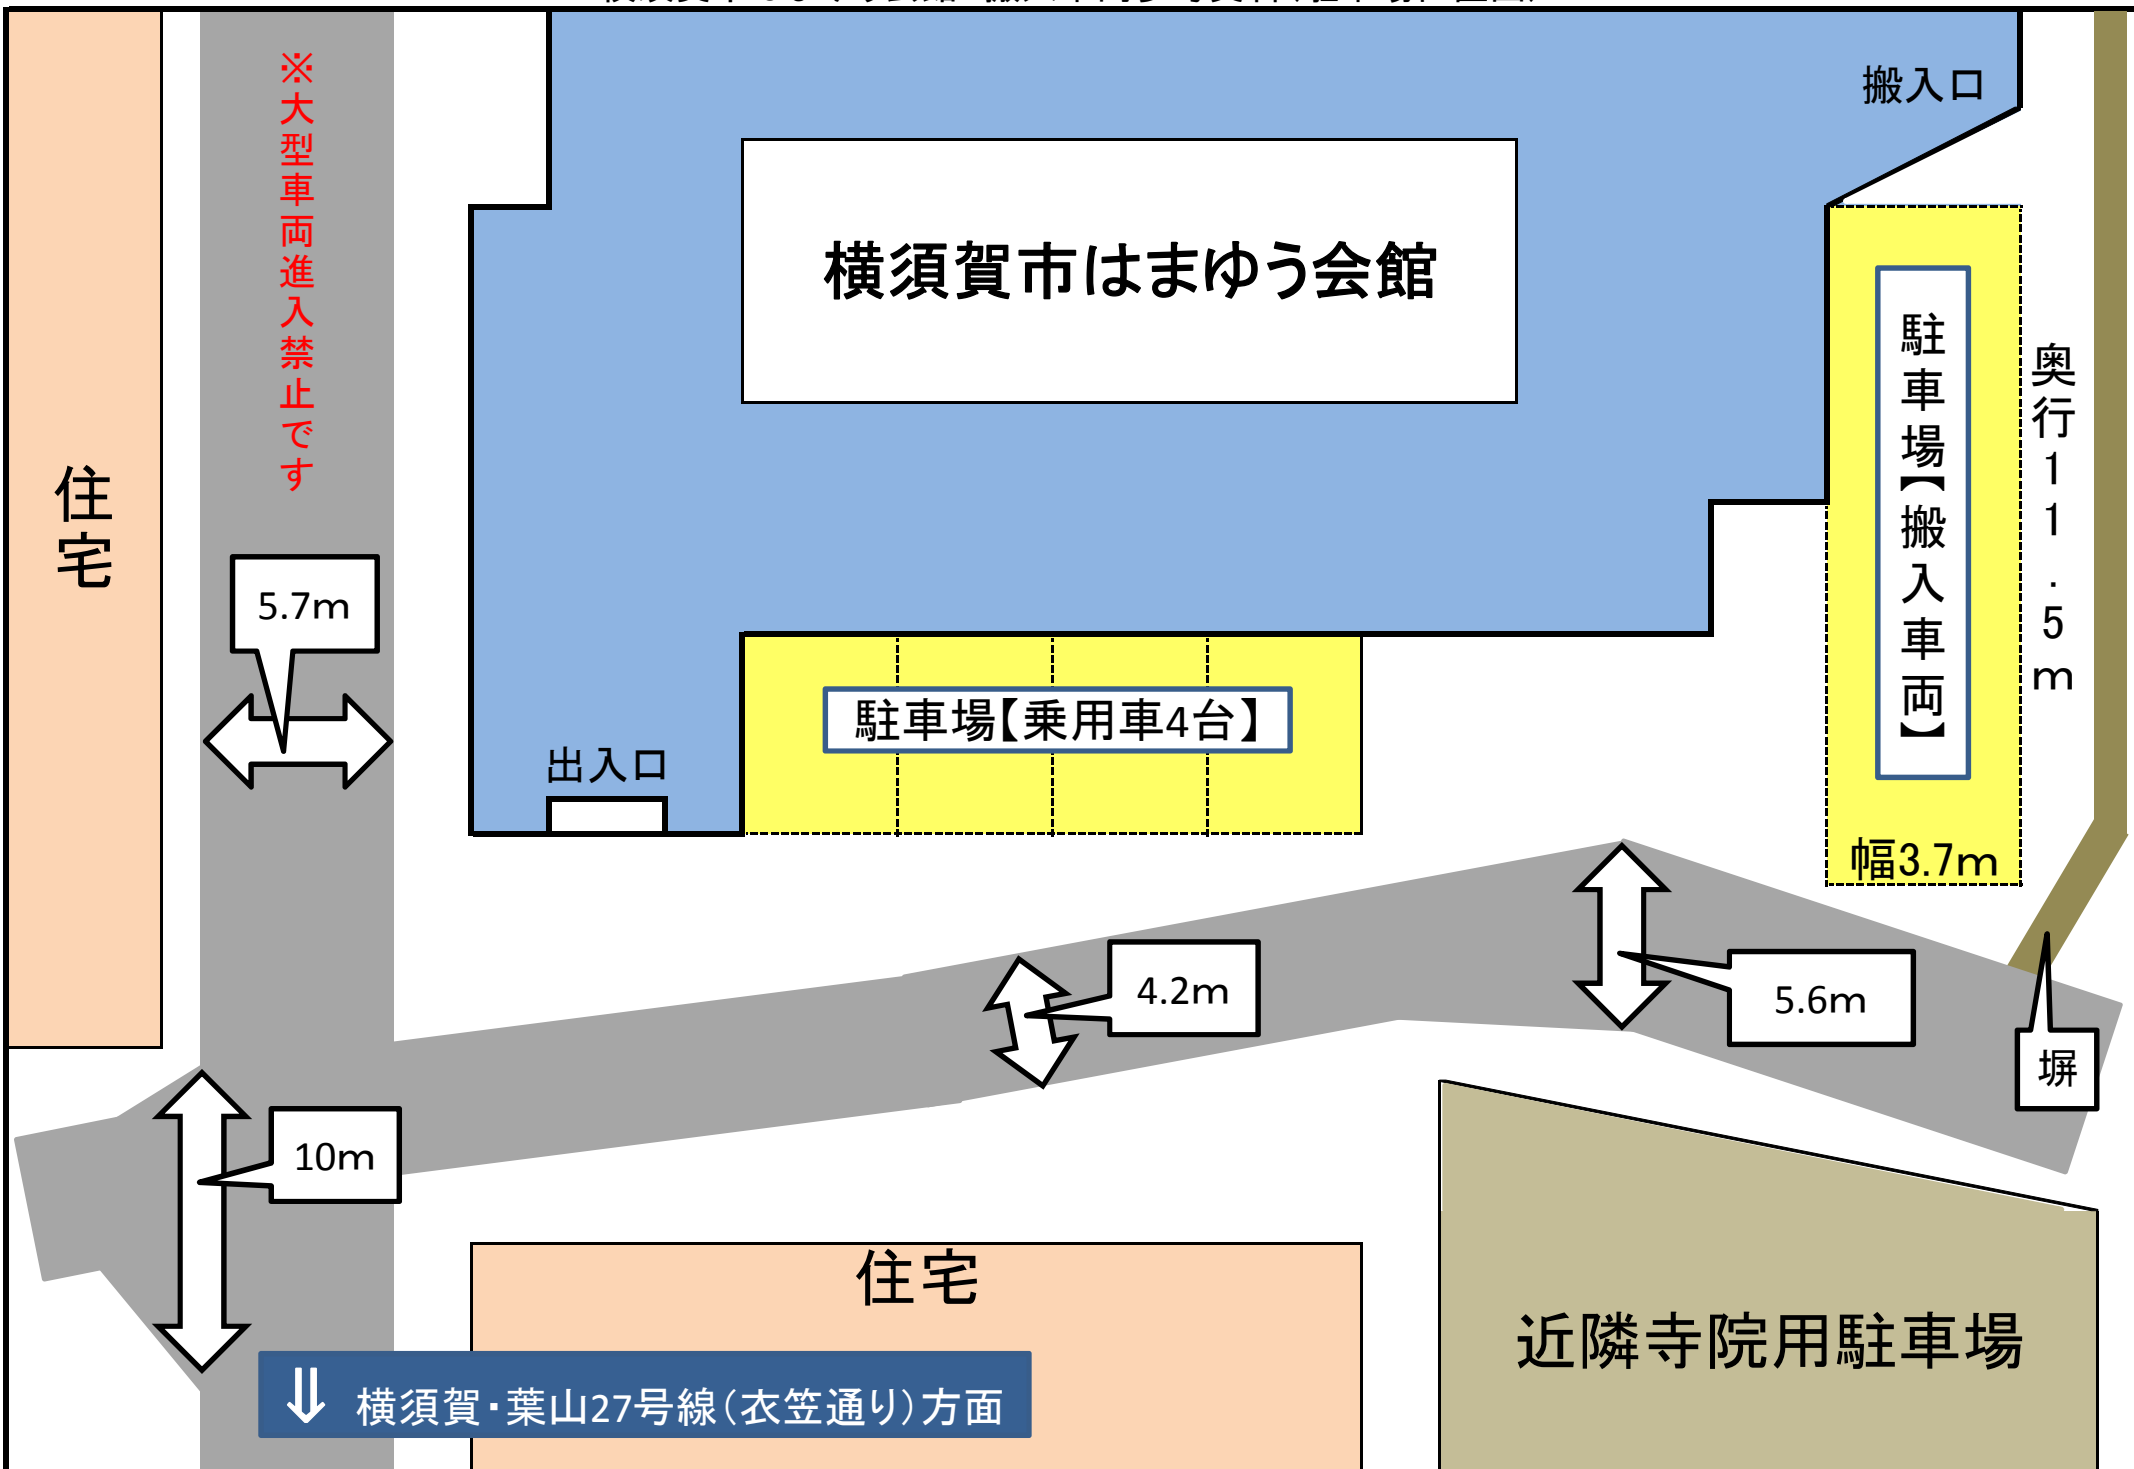 ※大型車両進入禁止です
搬入口
横須賀市はまゆう会館
駐車場【搬入車両】
奥行11.5m
住宅
5.7m
駐車場【乗用車4台】
出入口
幅3.7m
4.2m
5.6m
塀
10m
住宅
近隣寺院用駐車場
⇓ 横須賀・葉山27号線(衣笠通り)方面